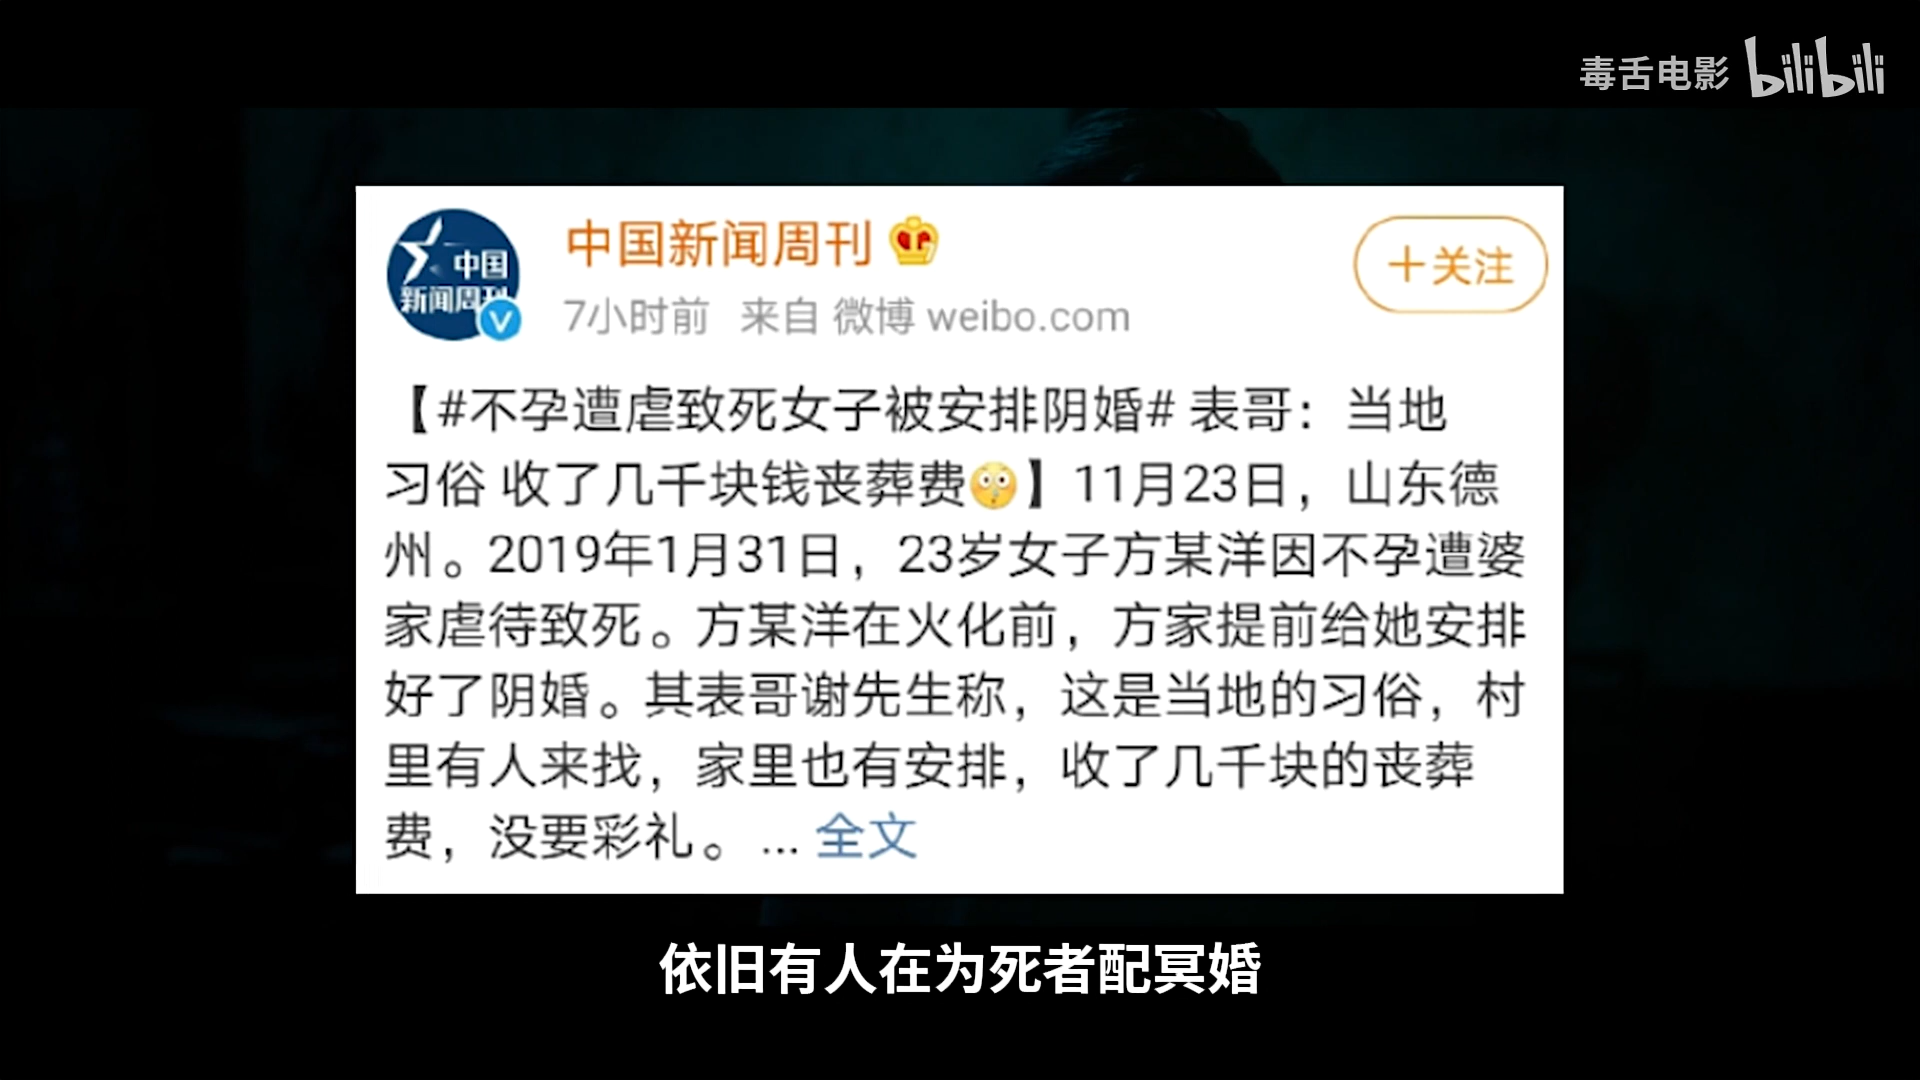 毒舌电影 bilibili
中国
新闻周刊
中国新闻周刊
+关注
7小时前 来自 微博 weibo.com
【#不孕遭虐致死女子被安排阴婚# 表哥：当地
习俗 收了几千块钱丧葬费😳】11月23日，山东德
州。2019年1月31日，23岁女子方某洋因不孕遭婆
家虐待致死。方某洋在火化前，方家提前给她安排
好了阴婚。其表哥谢先生称，这是当地的习俗，村
里有人来找，家里也有安排，收了几千块的丧葬
费，没要彩礼。... 全文
依旧有人在为死者配冥婚